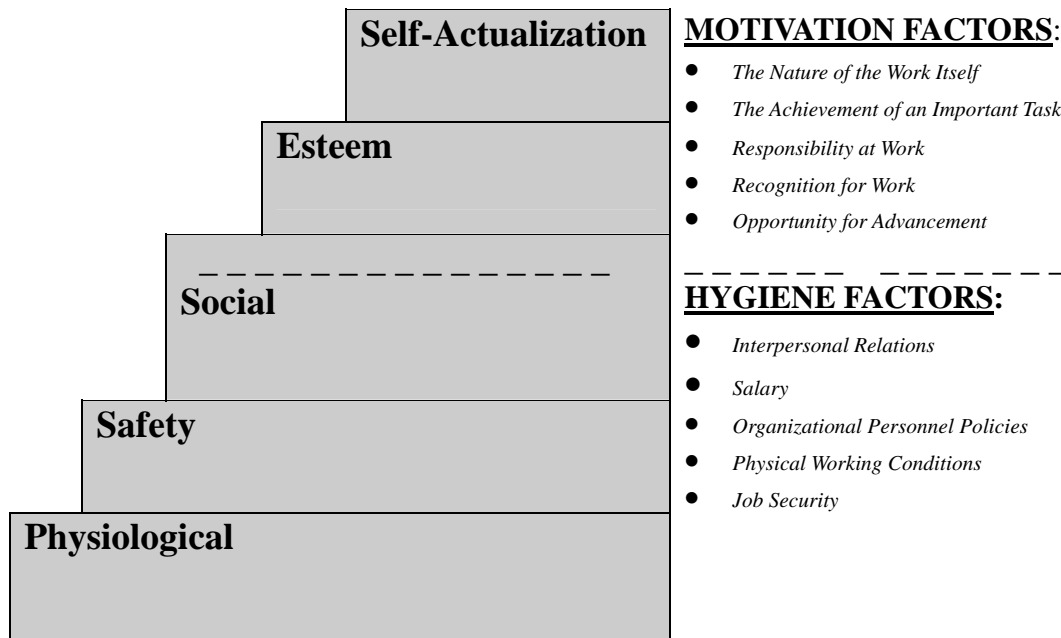 Self-Actualization
Esteem
Social
Safety
Physiological
MOTIVATION FACTORS:
● The Nature of the Work Itself
● The Achievement of an Important Task
● Responsibility at Work
● Recognition for Work
● Opportunity for Advancement
HYGIENE FACTORS:
● Interpersonal Relations
● Salary
● Organizational Personnel Policies
● Physical Working Conditions
● Job Security